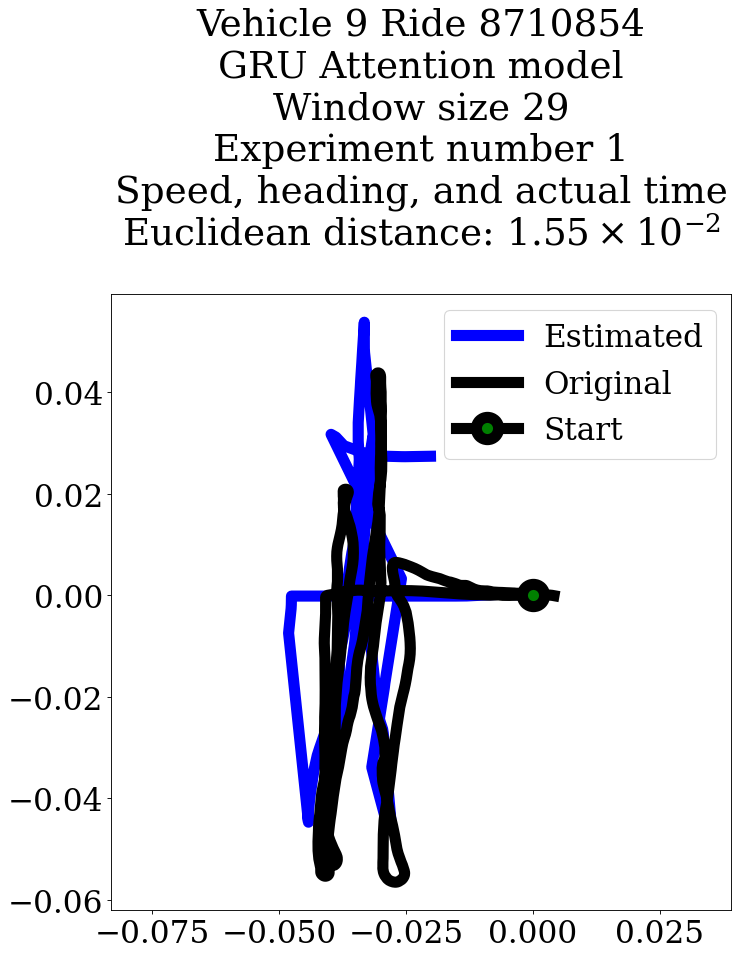 Vehicle 9 Ride 8710854
GRU Attention model
Window size 29
Experiment number 1
Speed, heading, and actual time
Euclidean distance: 1.55 × 10⁻²
Estimated
Original
Start
0.04
0.02
0.00
−0.02
−0.04
−0.06
−0.075 −0.050 −0.025 0.000 0.025